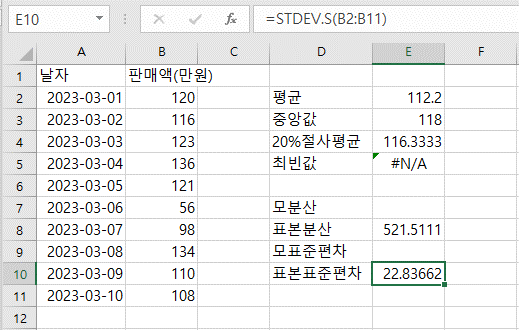 E10 fx =STDEV.S(B2:B11)
A B C D E F
1 날자 판매액(만원)
2 2023-03-01 120 평균 112.2
3 2023-03-02 116 중앙값 118
4 2023-03-03 123 20%절사평균 116.3333
5 2023-03-04 136 최빈값 #N/A
6 2023-03-05 121
7 2023-03-06 56 모분산
8 2023-03-07 98 표본분산 521.5111
9 2023-03-08 134 모표준편차
10 2023-03-09 110 표본표준편차 22.83662
11 2023-03-10 108
12